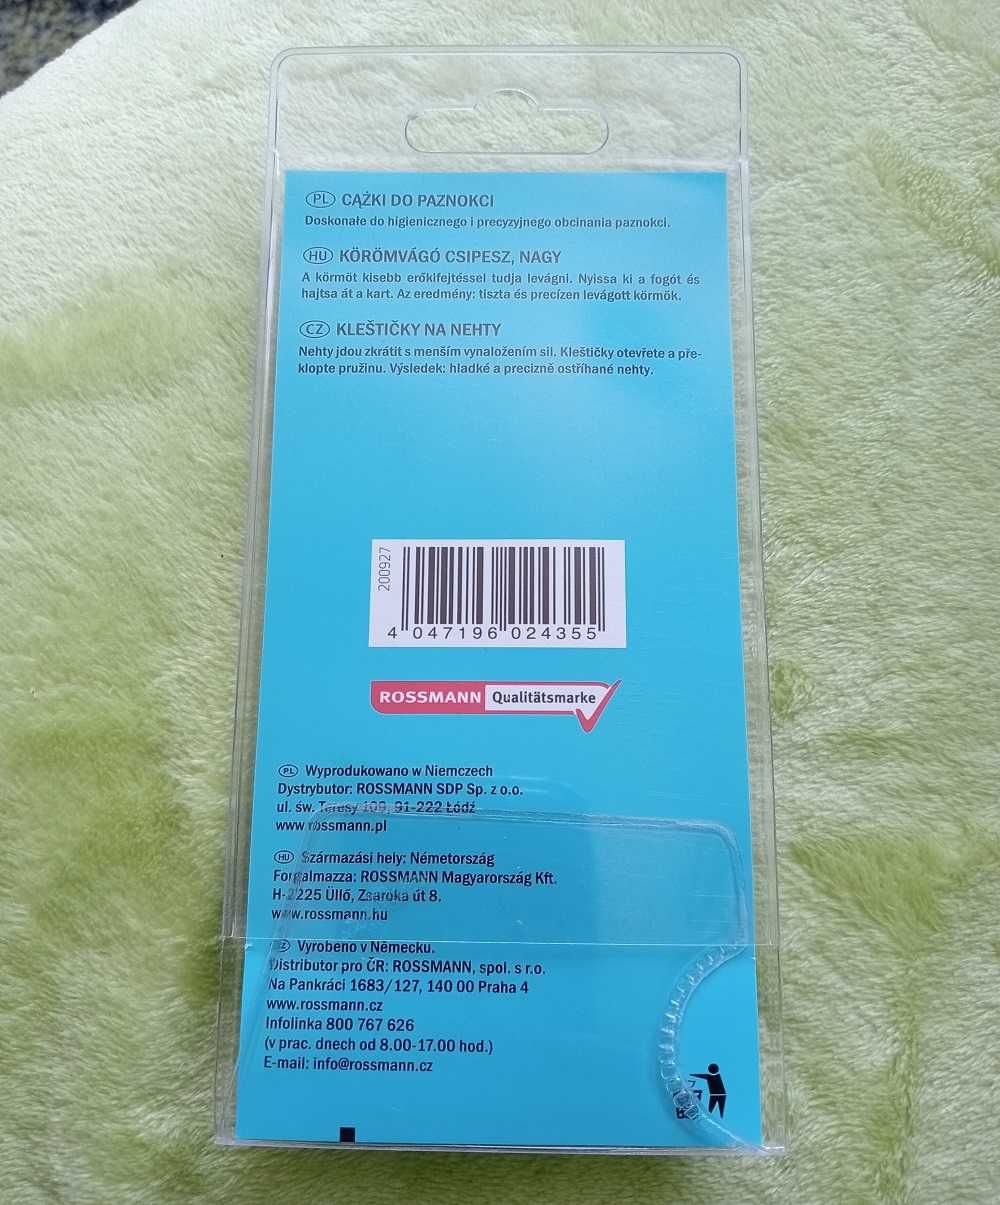 PL CĄŻKI DO PAZNOKCI
Doskonałe do higienicznego i precyzyjnego obcinania paznokci.
HU KÖRÖMVÁGÓ CSIPESZ, NAGY
A körmöt kisebb erőkifejtéssel tudja levágni. Nyissa ki a fogót és
hajtsa át a kart. Az eredmény: tiszta és precízen levágott körmök.
CZ KLEŠTIČKY NA NEHTY
Nehty jdou zkrátit s menším vynaložením sil. Kleštičky otevřete a pře-
klopte pružinu. Výsledek: hladké a precizně ostříhané nehty.
200927
4 047196 024355
ROSSMANN Qualitätsmarke
PL Wyprodukowano w Niemczech
Dystrybutor: ROSSMANN SDP Sp. z o.o.
ul. św. Teresy 109, 91-222 Łódź
www.rossmann.pl
HU Származási hely: Németország
Forgalmazza: ROSSMANN Magyarország Kft.
H-2225 Üllő, Zsaróka út 8.
www.rossmann.hu
CZ Vyrobeno v Německu.
Distributor pro ČR: ROSSMANN, spol. s r.o.
Na Pankráci 1683/127, 140 00 Praha 4
www.rossmann.cz
Infolinka 800 767 626
(v prac. dnech od 8.00-17.00 hod.)
E-mail: info@rossmann.cz